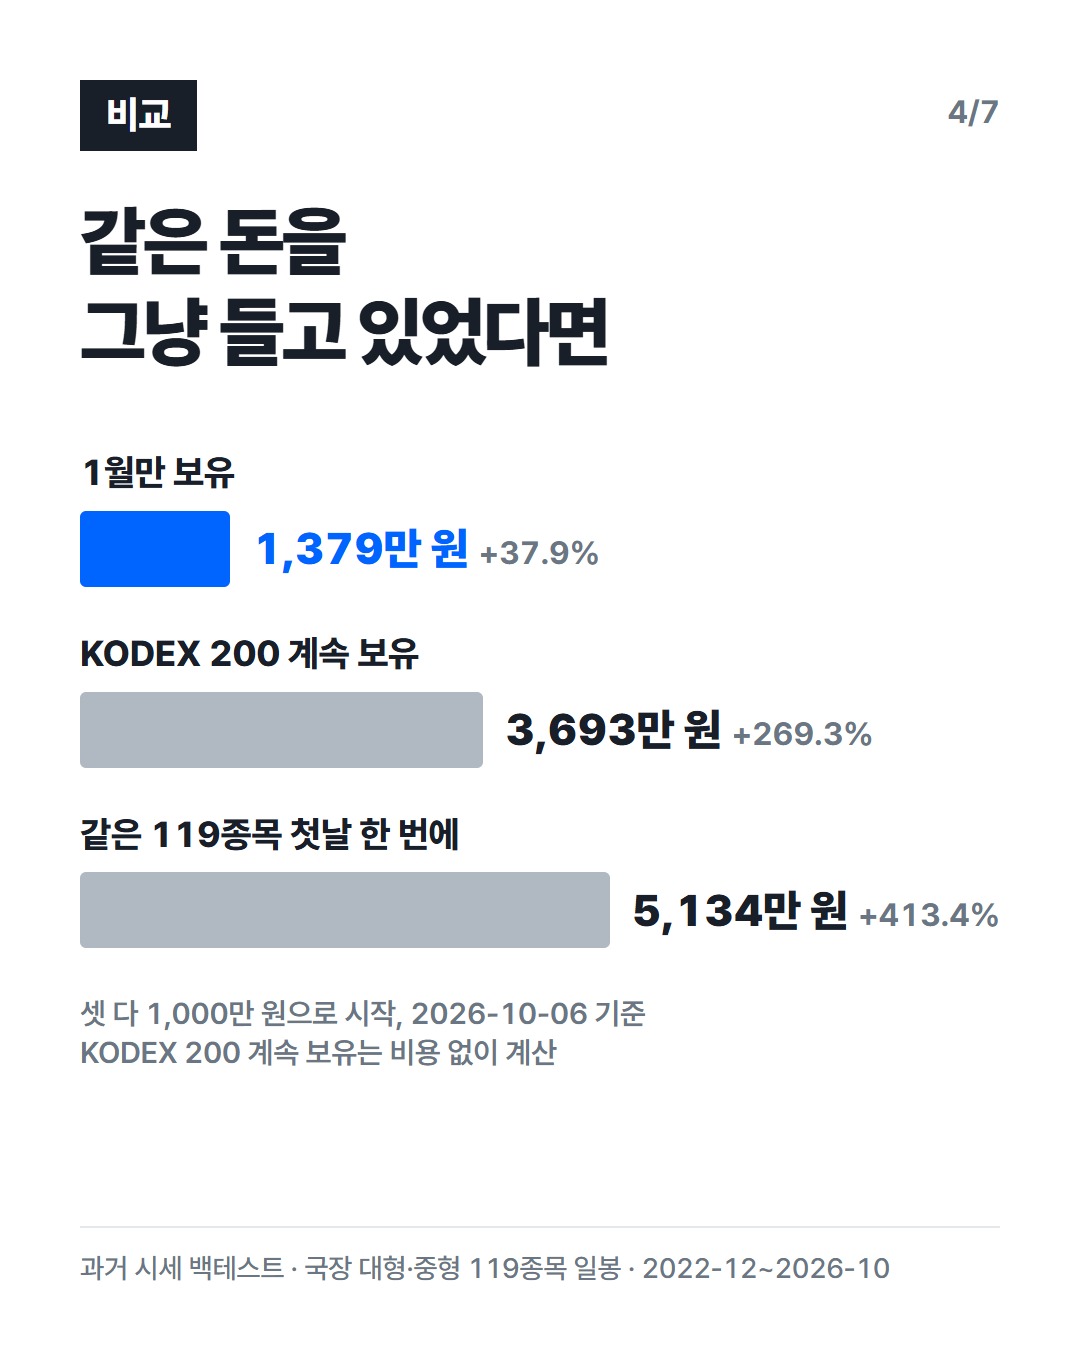 비교
4/7
같은 돈을
그냥 들고 있었다면
1월만 보유
1,379만 원 +37.9%
KODEX 200 계속 보유
3,693만 원 +269.3%
같은 119종목 첫날 한 번에
5,134만 원 +413.4%
셋 다 1,000만 원으로 시작, 2026-10-06 기준
KODEX 200 계속 보유는 비용 없이 계산
과거 시세 백테스트 · 국장 대형·중형 119종목 일봉 · 2022-12~2026-10